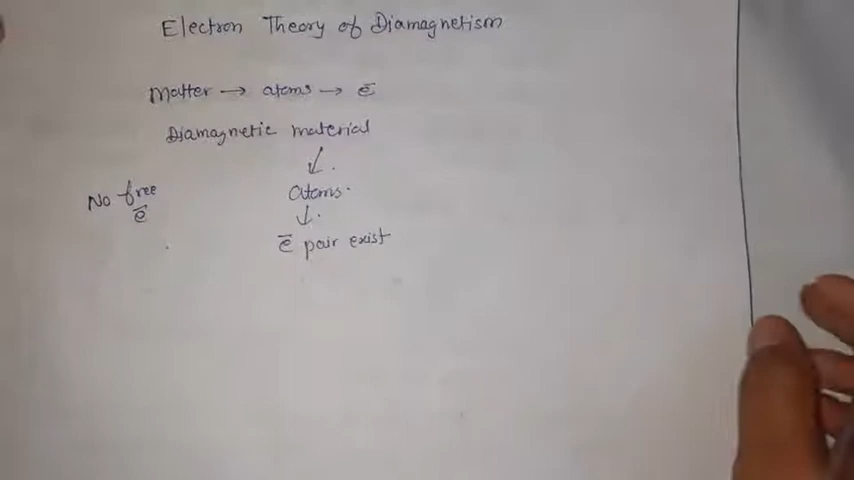 Electron Theory of Diamagnetism
Matter → atoms → e̅
Diamagnetic material
↓
No free
e̅
atoms.
↓
e̅ pair exist